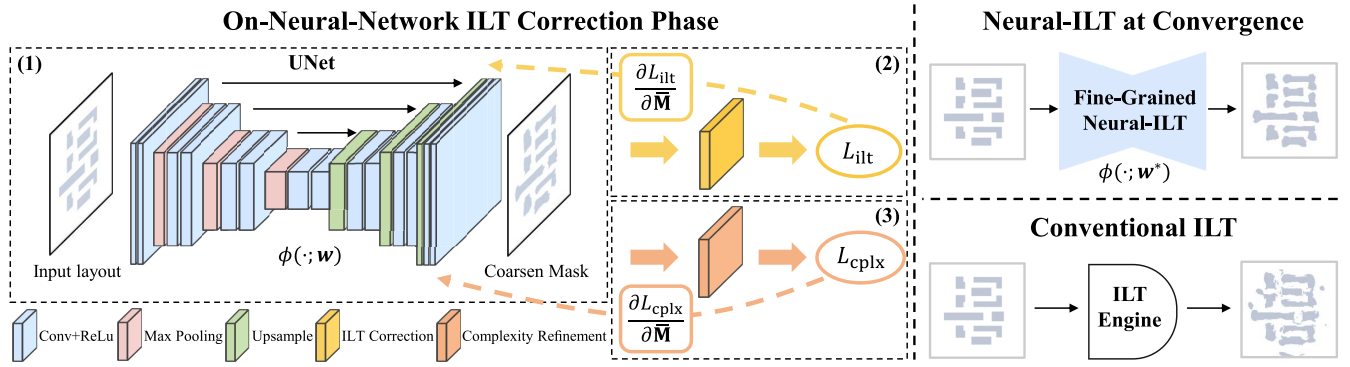 On-Neural-Network ILT Correction Phase
(1)
UNet
Input layout
ϕ(·; w)
Coarsen Mask
(2)
∂L_ilt / ∂M̄
L_ilt
(3)
L_cplx
∂L_cplx / ∂M̄
Conv+ReLu
Max Pooling
Upsample
ILT Correction
Complexity Refinement
Neural-ILT at Convergence
Fine-Grained
Neural-ILT
ϕ(·; w*)
Conventional ILT
ILT
Engine